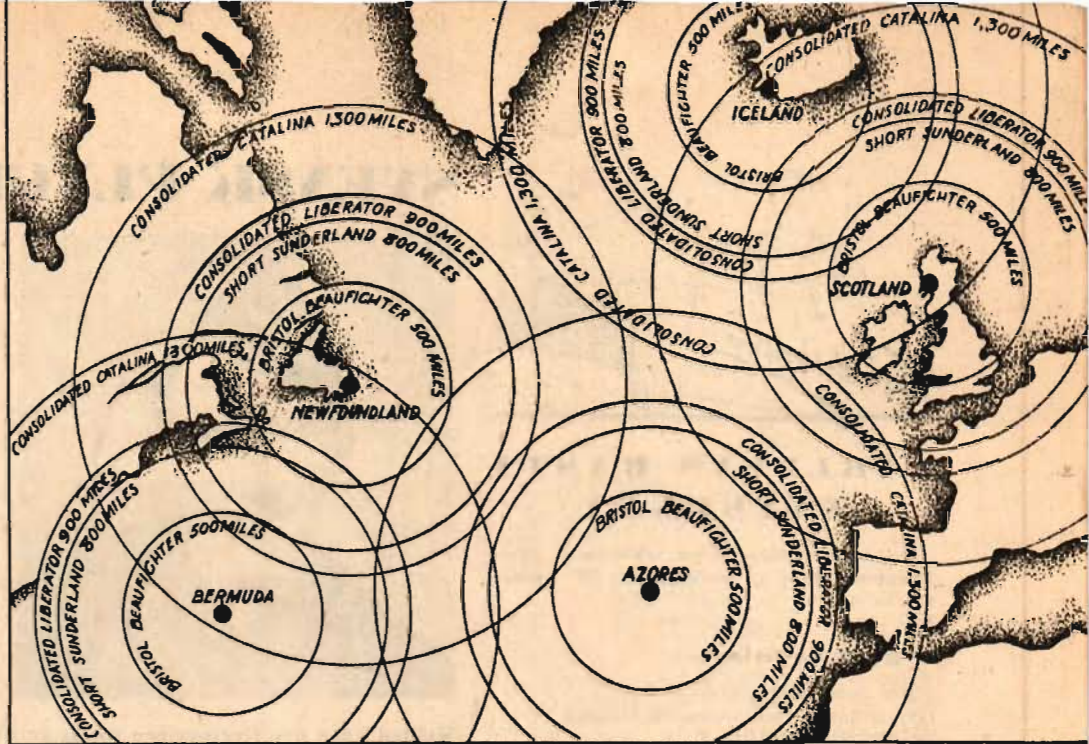 CONSOLIDATED CATALINA 1,300 MILES
BRISTOL BEAUFIGHTER 500 MILES
CONSOLIDATED LIBERATOR 900 MILES
SHORT SUNDERLAND 800 MILES
ICELAND
BRISTOL
CONSOLIDATED CATALINA 1,300 MILES
CONSOLIDATED LIBERATOR 900 MILES
SHORT SUNDERLAND 800 MILES
BRISTOL BEAUFIGHTER 500 MILES
SCOTLAND
CONSOLIDATED CATALINA 1,300 MILES
CONSOLIDATED CATALINA 1,300 MILES
CONSOLIDATED LIBERATOR 900 MILES
SHORT SUNDERLAND 800 MILES
BRISTOL BEAUFIGHTER 500 MILES
NEWFOUNDLAND
CONSOLIDATED CATALINA 1300 MILES
CONSOLIDATED LIBERATOR 900 MILES
SHORT SUNDERLAND 800 MILES
BRISTOL BEAUFIGHTER 500 MILES
BERMUDA
CONSOLIDATED LIBERATOR 900 MILES
SHORT SUNDERLAND 800 MILES
BRISTOL BEAUFIGHTER 500 MILES
AZORES